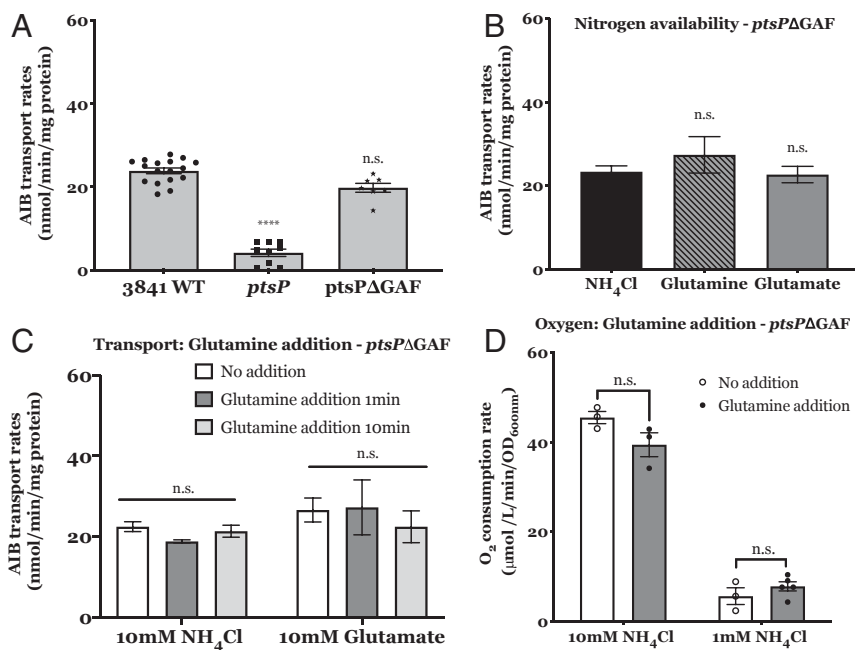 A
AIB transport rates
(nmol/min/mg protein)
60
40
20
0
****
n.s.
3841 WT
ptsP
ptsPΔGAF
B
Nitrogen availability - ptsPΔGAF
AIB transport rates
(nmol/min/mg protein)
60
40
20
0
n.s.
n.s.
NH4Cl
Glutamine
Glutamate
C
Transport: Glutamine addition - ptsPΔGAF
No addition
Glutamine addition 1min
Glutamine addition 10min
AIB transport rates
(nmol/min/mg protein)
60
40
20
0
n.s.
n.s.
10mM NH4Cl
10mM Glutamate
D
Oxygen: Glutamine addition - ptsPΔGAF
No addition
Glutamine addition
O2 consumption rate
(µmol /L/min/OD600nm)
60
40
20
0
n.s.
n.s.
10mM NH4Cl
1mM NH4Cl